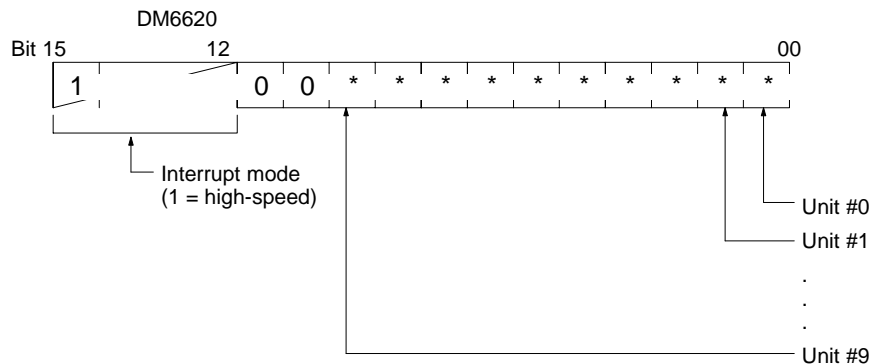 DM6620
Bit 15 12 00
1 0 0 * * * * * * * * * *
Interrupt mode
(1 = high-speed)
Unit #0
Unit #1
.
.
.
Unit #9